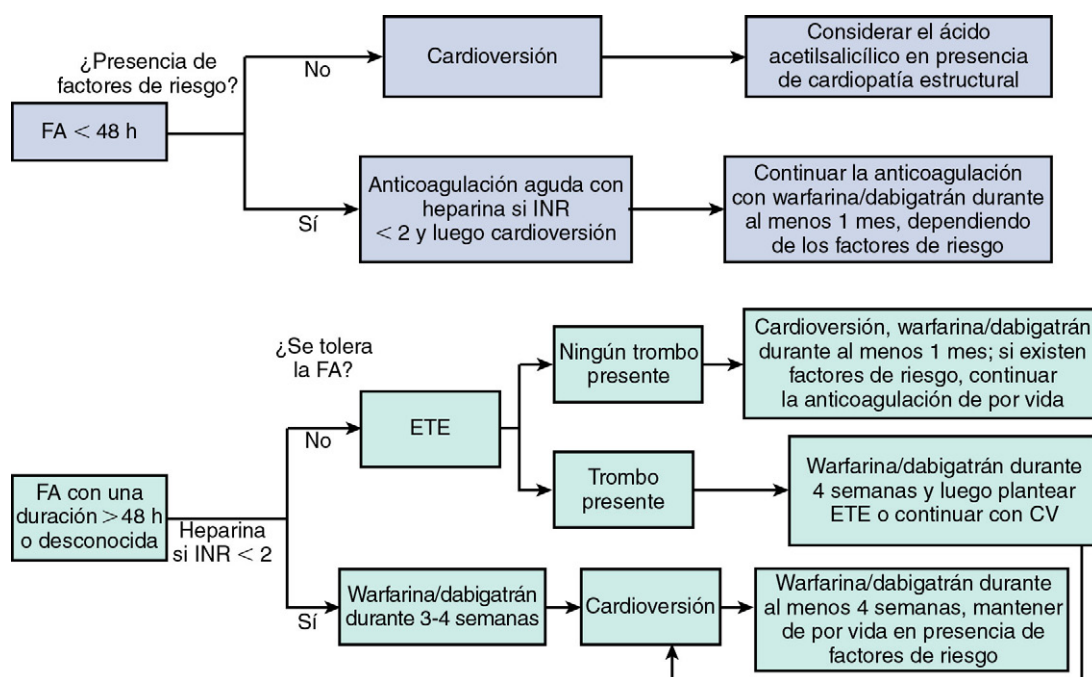 ¿Presencia de
factores de riesgo?
FA < 48 h
No
Cardioversión
Considerar el ácido
acetilsalicílico en presencia
de cardiopatía estructural
Sí
Anticoagulación aguda con
heparina si INR
< 2 y luego cardioversión
Continuar la anticoagulación
con warfarina/dabigatrán durante
al menos 1 mes, dependiendo
de los factores de riesgo
FA con una
duración > 48 h
o desconocida
Heparina
si INR < 2
¿Se tolera
la FA?
No
ETE
Ningún trombo
presente
Cardioversión, warfarina/dabigatrán
durante al menos 1 mes; si existen
factores de riesgo, continuar
la anticoagulación de por vida
Trombo
presente
Warfarina/dabigatrán durante
4 semanas y luego plantear
ETE o continuar con CV
Sí
Warfarina/dabigatrán
durante 3-4 semanas
Cardioversión
Warfarina/dabigatrán durante
al menos 4 semanas, mantener
de por vida en presencia de
factores de riesgo